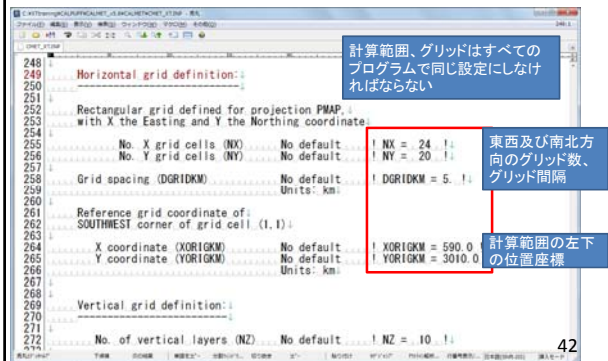 248
249 Horizontal grid definition:
250 --------------------------
251
252 Rectangular grid defined for projection PMAP,
253 with X the Easting and Y the Northing coordinate
254
255 No. X grid cells (NX) No default ! NX = 24 !
256 No. Y grid cells (NY) No default ! NY = 20 !
257
258 Grid spacing (DGRIDKM) No default ! DGRIDKM = 5. !
259 Units: km
260
261 Reference grid coordinate of
262 SOUTHWEST corner of grid cell (1,1)
263
264 X coordinate (XORIGKM) No default ! XORIGKM = 590.0 !
265 Y coordinate (YORIGKM) No default ! YORIGKM = 3010.0
266 Units: km
267
268
269 Vertical grid definition:
270 ------------------------
271
272 No. of vertical layers (NZ) No default ! NZ = 10 !
計算範囲、グリッドはすべての
プログラムで同じ設定にしなけ
ればならない
東西及び南北方
向のグリッド数、
グリッド間隔
計算範囲の左下
の位置座標
42